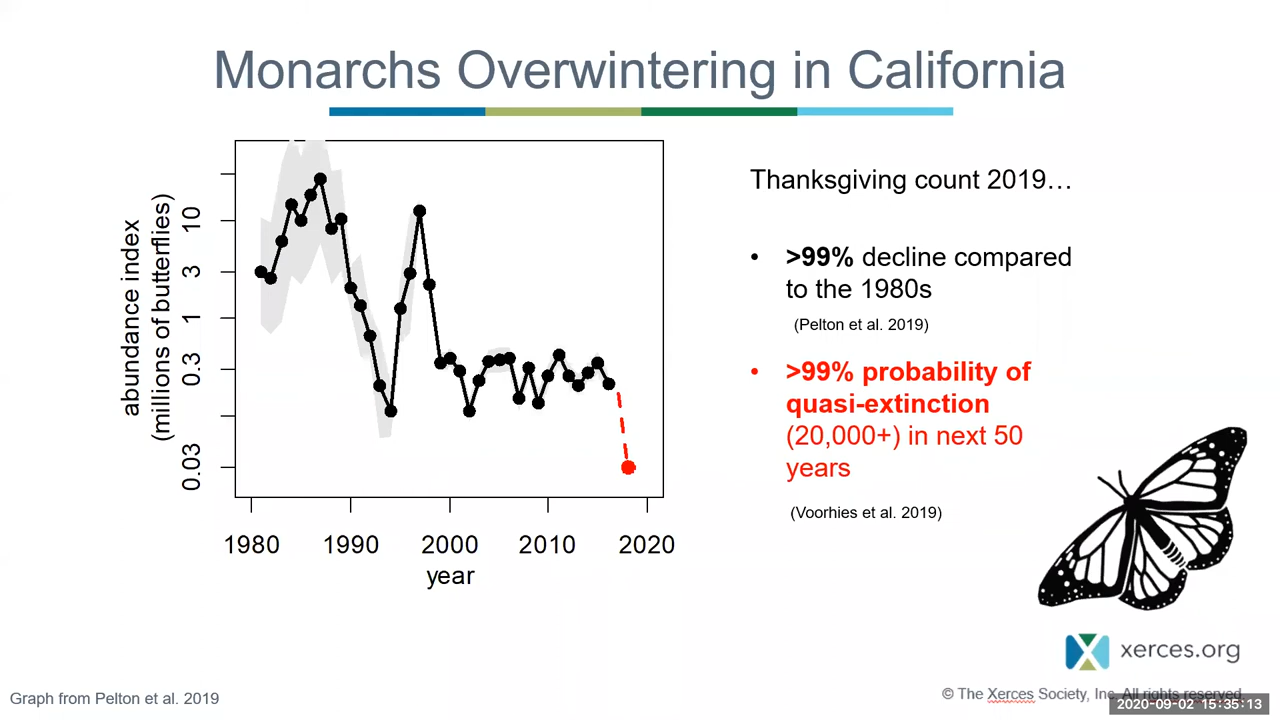 Monarchs Overwintering in California
abundance index
(millions of butterflies)
10
3
1
0.3
0.03
1980 1990 2000 2010 2020
year
Thanksgiving count 2019…
• >99% decline compared
to the 1980s
(Pelton et al. 2019)
• >99% probability of
quasi-extinction
(20,000+) in next 50
years
(Voorhies et al. 2019)
xerces.org
Graph from Pelton et al. 2019
© The Xerces Society, Inc. All rights reserved.
2020-09-02 15:35:13